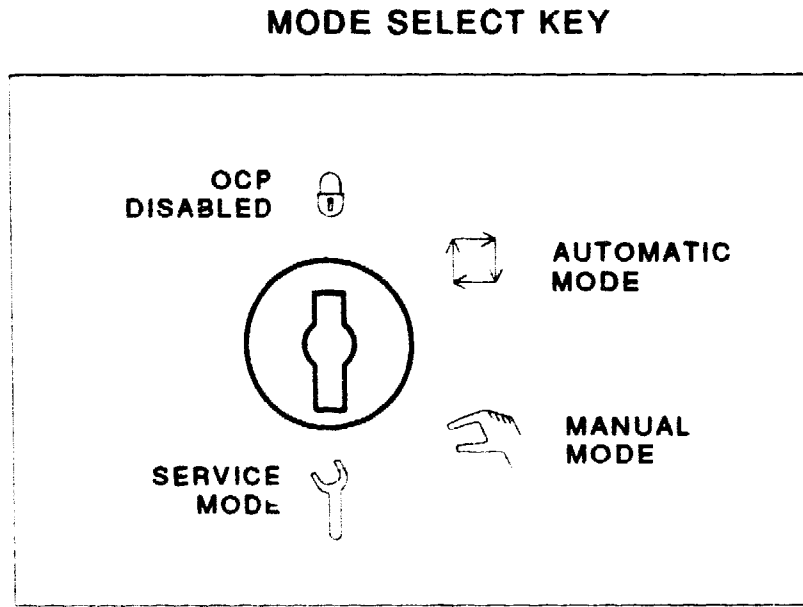 MODE SELECT KEY
OCP
DISABLED
AUTOMATIC
MODE
MANUAL
MODE
SERVICE
MODE